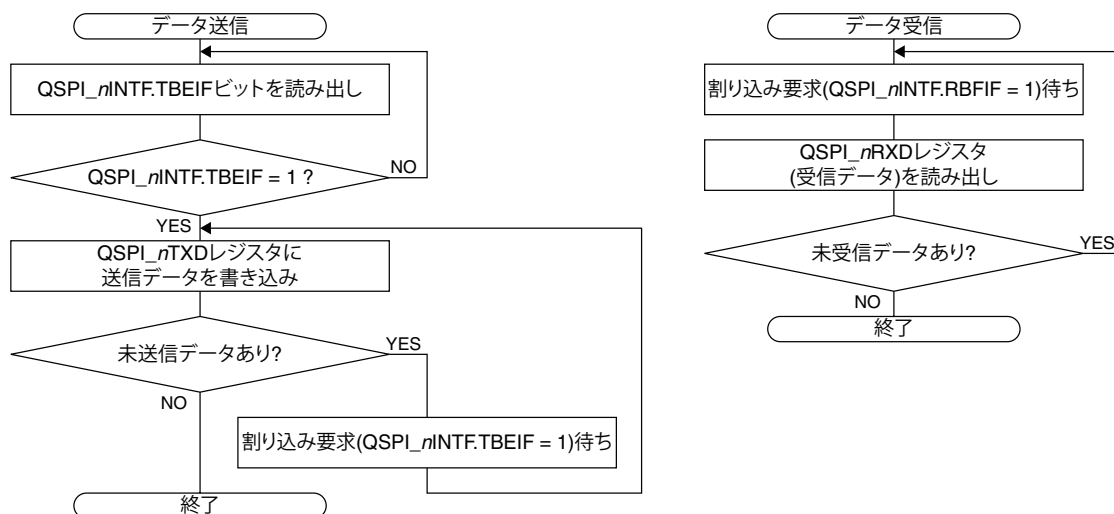 データ送信
QSPI_nINTF.TBEIFビットを読み出し
QSPI_nINTF.TBEIF = 1 ?
NO
YES
QSPI_nTXDレジスタに
送信データを書き込み
未送信データあり?
YES
NO
割り込み要求(QSPI_nINTF.TBEIF = 1)待ち
終了
データ受信
割り込み要求(QSPI_nINTF.RBFIF = 1)待ち
QSPI_nRXDレジスタ
(受信データ)を読み出し
未受信データあり?
YES
NO
終了